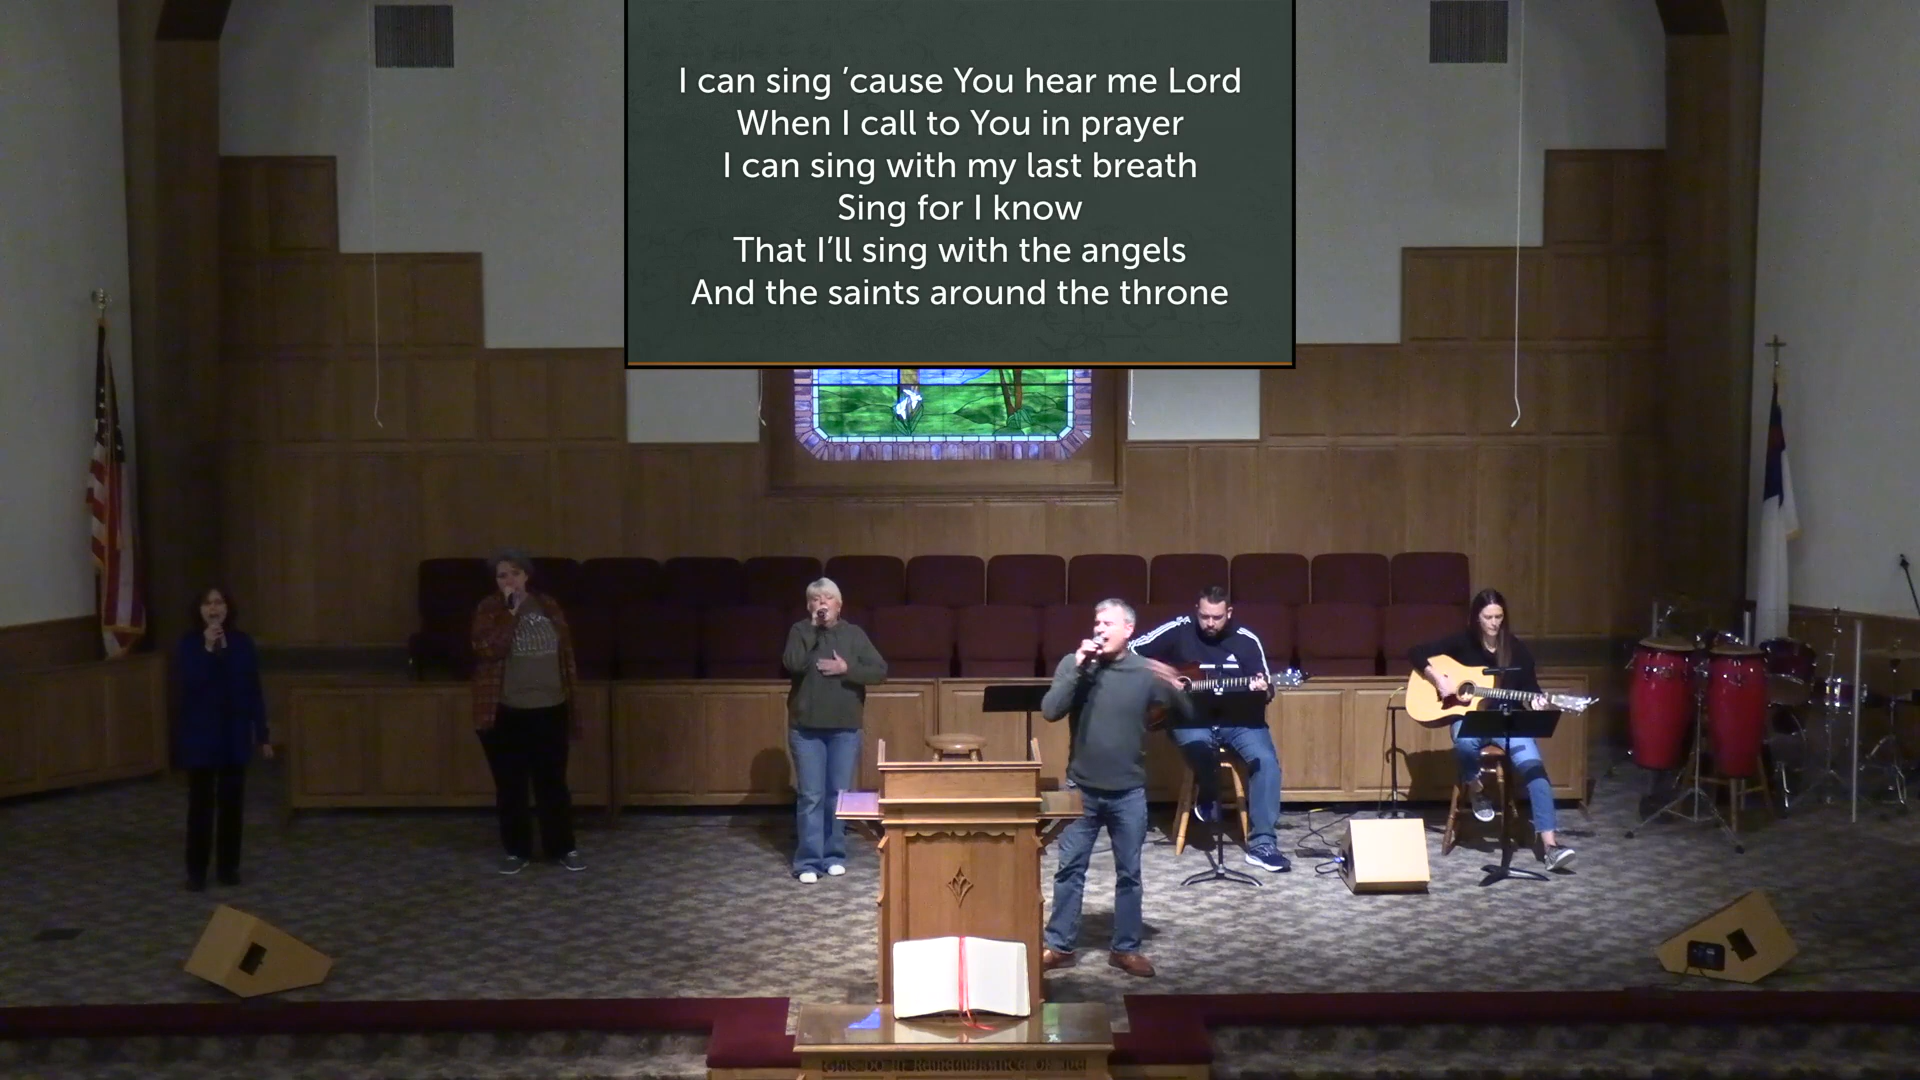 I can sing ’cause You hear me Lord
When I call to You in prayer
I can sing with my last breath
Sing for I know
That I’ll sing with the angels
And the saints around the throne